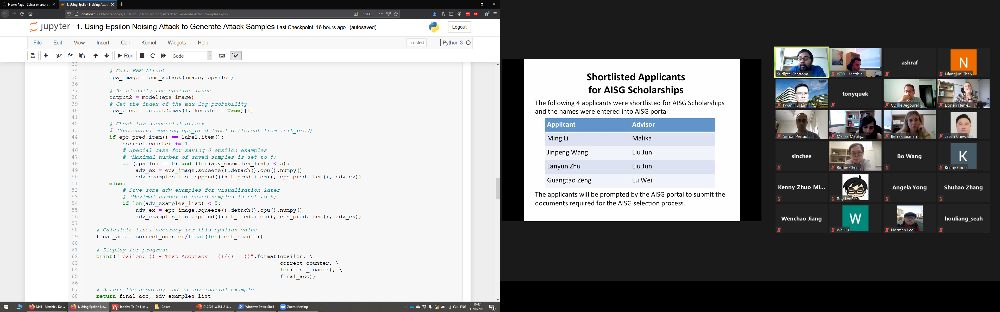 Home Page - Select or create a
1. Using Epsilon Noising Attack
localhost:8888/notebooks/1. Using Epsilon Noising Attack to Generate Attack Samples.ipynb
150%
ABP
jupyter 1. Using Epsilon Noising Attack to Generate Attack Samples Last Checkpoint: 16 hours ago (autosaved)
Logout
File Edit View Insert Cell Kernel Widgets Help
Trusted
Python 3
Run
Code
abc
33
34 # Call ENM Attack
35 eps_image = enm_attack(image, epsilon)
36
37 # Re-classify the epsilon image
38 output2 = model(eps_image)
39 # Get the index of the max log-probability
40 eps_pred = output2.max(1, keepdim = True)[1]
41
42 # Check for successful attack
43 # (Successful meaning eps_pred label different from init_pred)
44 if eps_pred.item() == label.item():
45 correct_counter += 1
46 # Special case for saving 0 epsilon examples
47 # (Maximal number of saved samples is set to 5)
48 if (epsilon == 0) and (len(adv_examples_list) < 5):
49 adv_ex = eps_image.squeeze().detach().cpu().numpy()
50 adv_examples_list.append((init_pred.item(), eps_pred.item(), adv_ex))
51 else:
52 # Save some adv examples for visualization later
53 # (Maximal number of saved samples is set to 5)
54 if len(adv_examples_list) < 5:
55 adv_ex = eps_image.squeeze().detach().cpu().numpy()
56 adv_examples_list.append((init_pred.item(), eps_pred.item(), adv_ex))
57
58 # Calculate final accuracy for this epsilon value
59 final_acc = correct_counter/float(len(test_loader))
60
61 # Display for progress
62 print("Epsilon: {} - Test Accuracy = {}/{} = {}".format(epsilon, \
63 correct_counter, \
64 len(test_loader), \
65 final_acc))
66
67 # Return the accuracy and an adversarial example
68 return final_acc, adv_examples_list
Mail - Matthieu De ...
1. Using Epsilon No...
8
Todoist: To-Do List ...
Codes
DL2021_W8S1-2-3....
Windows PowerShell
Zoom Meeting
ENG
10:47
11/03/2021
2
Shortlisted Applicants
for AISG Scholarships
The following 4 applicants were shortlisted for AISG Scholarships
and the names were entered into AISG portal:
Applicant Advisor
Ming Li Malika
Jinpeng Wang Liu Jun
Lanyun Zhu Liu Jun
Guangtao Zeng Lu Wei
The applicants will be prompted by the AISG portal to submit the
documents required for the AISG selection process.
Sudipta Chattopa...
ISTD - Matthie...
ashraf
N
Niangjun Chen
Kwan Hui Lim
tonyquek
Cyrille Jegourel
Dorien Herre...
Simon Perrault
Malika Meghj...
Berrak Sisman
Jason Chew
sinchee
Binbin Chen
Bo Wang
K
Kenny Choo
Kenny Zhuo Mi...
Roy Lee
Angela Yong
Shuhao Zhang
Wenchao Jiang
W
Wei Lu
Norman Lee
houliang_seah